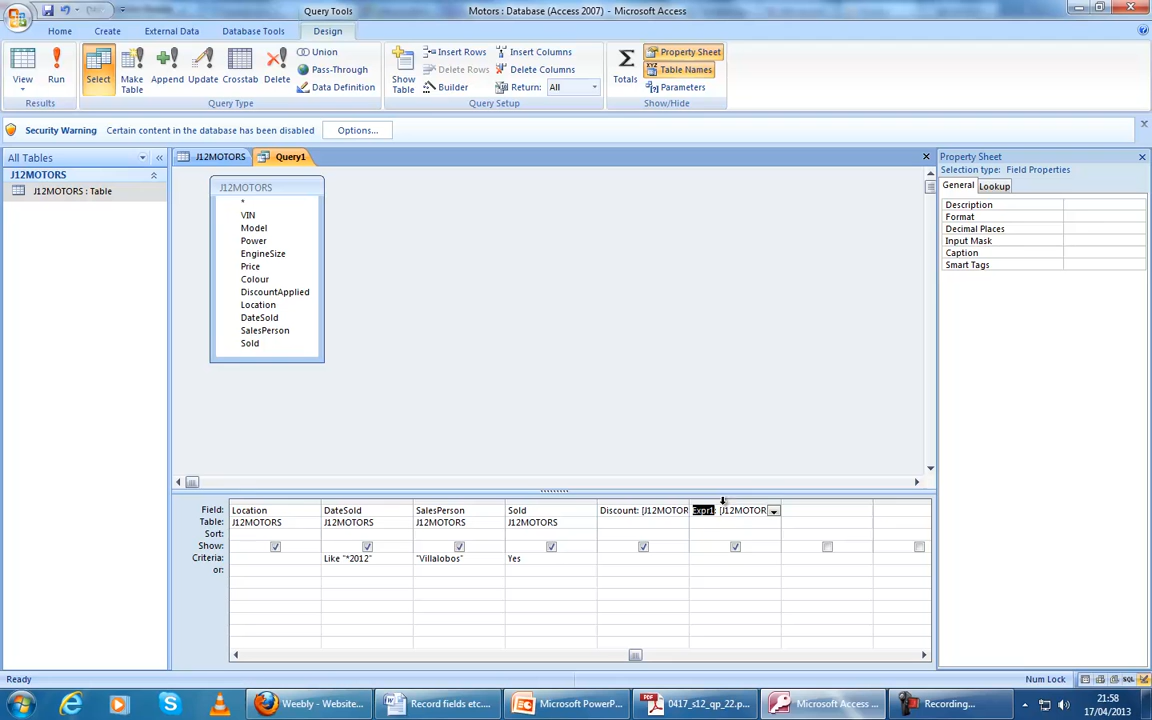 Query Tools
Motors : Database (Access 2007) - Microsoft Access
Home
Create
External Data
Database Tools
Design
View
Run
Select
Make Table
Append
Update
Crosstab
Delete
Union
Pass-Through
Data Definition
Show Table
Insert Rows
Delete Rows
Builder
Insert Columns
Delete Columns
Return: All
Totals
Property Sheet
Table Names
Parameters
Results
Query Type
Query Setup
Show/Hide
Security Warning Certain content in the database has been disabled Options...
All Tables
J12MOTORS
J12MOTORS : Table
J12MOTORS
Query1
J12MOTORS
*
VIN
Model
Power
EngineSize
Price
Colour
DiscountApplied
Location
DateSold
SalesPerson
Sold
Property Sheet
Selection type: Field Properties
General Lookup
Description
Format
Decimal Places
Input Mask
Caption
Smart Tags
Field: Location DateSold SalesPerson Sold Discount: [J12MOTOR Expr1: [J12MOTOR
Table: J12MOTORS J12MOTORS J12MOTORS J12MOTORS
Sort:
Show:
Criteria: Like "*2012" "Villalobos" Yes
or:
Ready
Num Lock
SQL
Weebly - Website...
Record fields etc....
Microsoft PowerP...
0417_s12_qp_22.p...
Microsoft Access ...
Recording...
21:58
17/04/2013